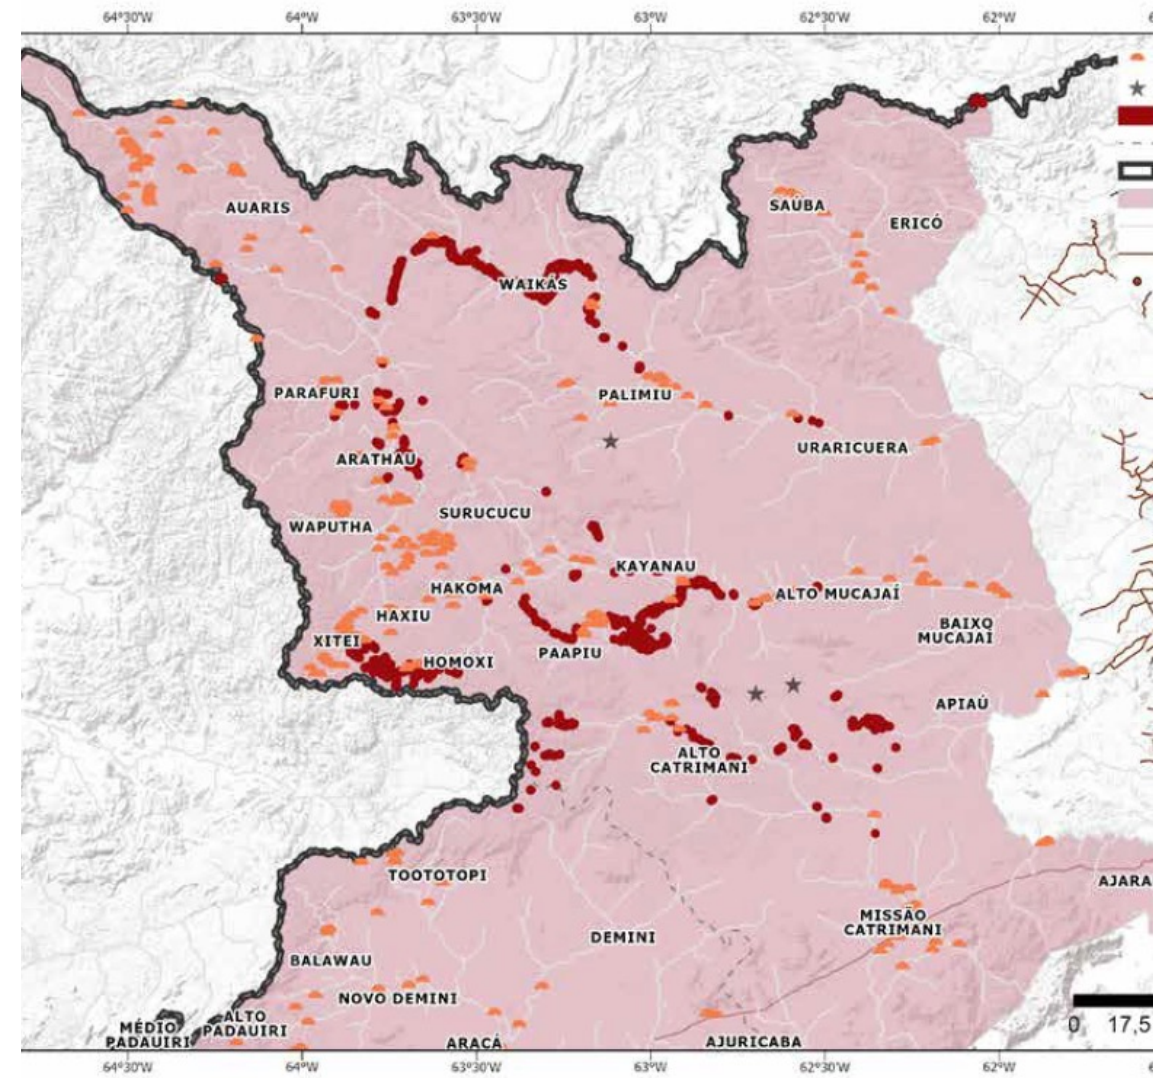 64°30'W 64°W 63°30'W 63°W 62°30'W 62°W
AUARIS
SAÚBA
ERICÓ
WAIKÁS
PARAFURI
PALIMIU
URARICUERA
ARATHAU
SURUCUCU
WAPUTHA
KAYANAU
HAKOMA
ALTO MUCAJAÍ
HAXIU
BAIXO
MUCAJAÍ
XITEI
PAAPIU
HOMOXI
APIAÚ
ALTO
CATRIMANI
TOOTOTOPI
AJARA
MISSÃO
CATRIMANI
DEMINI
BALAWAU
NOVO DEMINI
0 17,5
MÉDIO
PADAUIRI
ALTO
PADAUIRI
ARACÁ
AJURICABA
64°30'W 64°W 63°30'W 63°W 62°30'W 62°W